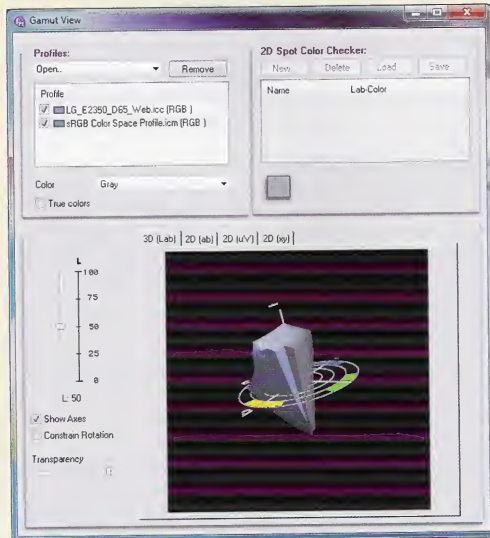 Gamut View
Profiles:
Open..
Remove
Profile
LG_E2350_D65_Web.icc (RGB )
sRGB Color Space Profile.icm (RGB )
Color
Gray
True colors
2D Spot Color Checker:
New
Delete
Load
Save
Name
Lab-Color
3D (Lab)
2D (ab)
2D (u'v')
2D (xy)
L
100
75
50
25
0
L: 50
Show Axes
Constrain Rotation
Transparency